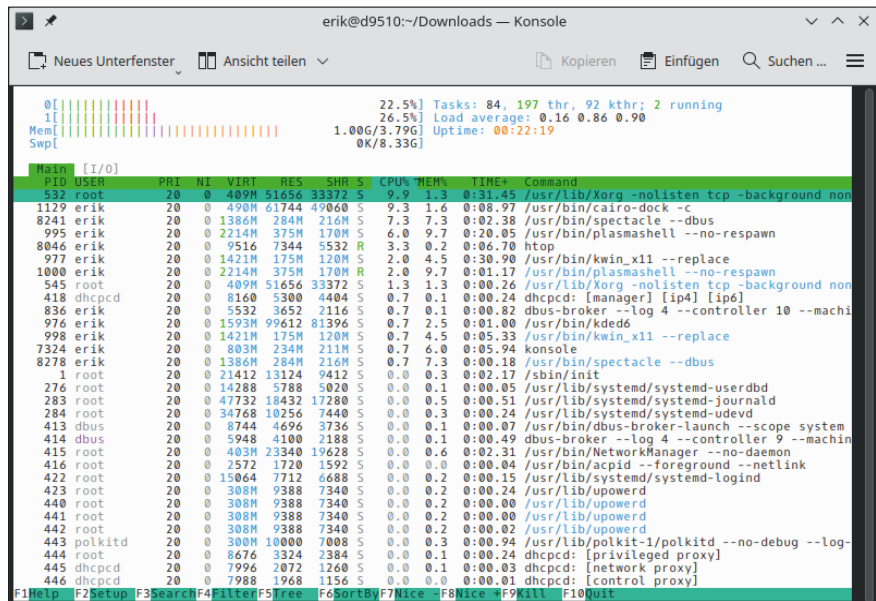 erik@d9510:~/Downloads — Konsole
Neues Unterfenster Ansicht teilen Kopieren Einfügen Suchen ...
0[||||||||||||| 22.5%] Tasks: 84, 197 thr, 92 kthr; 2 running
1[|||||||||||||| 26.5%] Load average: 0.16 0.86 0.90
Mem[|||||||||||||||||||||||||||||| 1.00G/3.79G] Uptime: 00:22:19
Swp[ 0K/8.33G]
Main [I/O]
PID USER PRI NI VIRT RES SHR S CPU%▽MEM% TIME+ Command
532 root 20 0 409M 51656 33372 S 9.9 1.3 0:31.45 /usr/lib/Xorg -nolisten tcp -background non
1129 erik 20 0 490M 61744 49060 S 9.3 1.6 0:08.97 /usr/bin/cairo-dock -c
8241 erik 20 0 1386M 284M 216M S 7.3 7.3 0:02.38 /usr/bin/spectacle --dbus
995 erik 20 0 2214M 375M 170M S 6.0 9.7 0:20.05 /usr/bin/plasmashell --no-respawn
8046 erik 20 0 9516 7344 5532 R 3.3 0.2 0:06.70 htop
977 erik 20 0 1421M 175M 120M S 2.0 4.5 0:30.90 /usr/bin/kwin_x11 --replace
1000 erik 20 0 2214M 375M 170M R 2.0 9.7 0:01.17 /usr/bin/plasmashell --no-respawn
545 root 20 0 409M 51656 33372 S 1.3 1.3 0:00.26 /usr/lib/Xorg -nolisten tcp -background non
418 dhcpcd 20 0 8160 5300 4404 S 0.7 0.1 0:00.24 dhcpcd: [manager] [ip4] [ip6]
836 erik 20 0 5532 3652 2116 S 0.7 0.1 0:00.82 dbus-broker --log 4 --controller 10 --machi
976 erik 20 0 1593M 99612 81396 S 0.7 2.5 0:01.00 /usr/bin/kded6
998 erik 20 0 1421M 175M 120M S 0.7 4.5 0:05.33 /usr/bin/kwin_x11 --replace
7324 erik 20 0 803M 234M 211M S 0.7 6.0 0:05.94 konsole
8278 erik 20 0 1386M 284M 216M S 0.7 7.3 0:00.18 /usr/bin/spectacle --dbus
1 root 20 0 21412 13124 9412 S 0.0 0.3 0:02.17 /sbin/init
276 root 20 0 14288 5788 5020 S 0.0 0.1 0:00.05 /usr/lib/systemd/systemd-userdbd
283 root 20 0 47732 18432 17280 S 0.0 0.5 0:00.51 /usr/lib/systemd/systemd-journald
284 root 20 0 34768 10256 7440 S 0.0 0.3 0:00.24 /usr/lib/systemd/systemd-udevd
413 dbus 20 0 8744 4696 3736 S 0.0 0.1 0:00.07 /usr/bin/dbus-broker-launch --scope system
414 dbus 20 0 5948 4100 2188 S 0.0 0.1 0:00.49 dbus-broker --log 4 --controller 9 --machin
415 root 20 0 403M 23340 19628 S 0.0 0.6 0:02.31 /usr/bin/NetworkManager --no-daemon
416 root 20 0 2572 1720 1592 S 0.0 0.0 0:00.04 /usr/bin/acpid --foreground --netlink
422 root 20 0 15064 7712 6688 S 0.0 0.2 0:00.15 /usr/lib/systemd/systemd-logind
423 root 20 0 308M 9388 7340 S 0.0 0.2 0:00.24 /usr/lib/upowerd
440 root 20 0 308M 9388 7340 S 0.0 0.2 0:00.00 /usr/lib/upowerd
441 root 20 0 308M 9388 7340 S 0.0 0.2 0:00.00 /usr/lib/upowerd
442 root 20 0 308M 9388 7340 S 0.0 0.2 0:00.02 /usr/lib/upowerd
443 polkitd 20 0 300M 10000 7008 S 0.0 0.3 0:00.94 /usr/lib/polkit-1/polkitd --no-debug --log-
444 root 20 0 8676 3324 2384 S 0.0 0.1 0:00.24 dhcpcd: [privileged proxy]
445 dhcpcd 20 0 7996 2072 1260 S 0.0 0.1 0:00.03 dhcpcd: [network proxy]
446 dhcpcd 20 0 7988 1968 1156 S 0.0 0.0 0:00.01 dhcpcd: [control proxy]
F1Help F2Setup F3SearchF4FilterF5Tree F6SortByF7Nice -F8Nice +F9Kill F10Quit